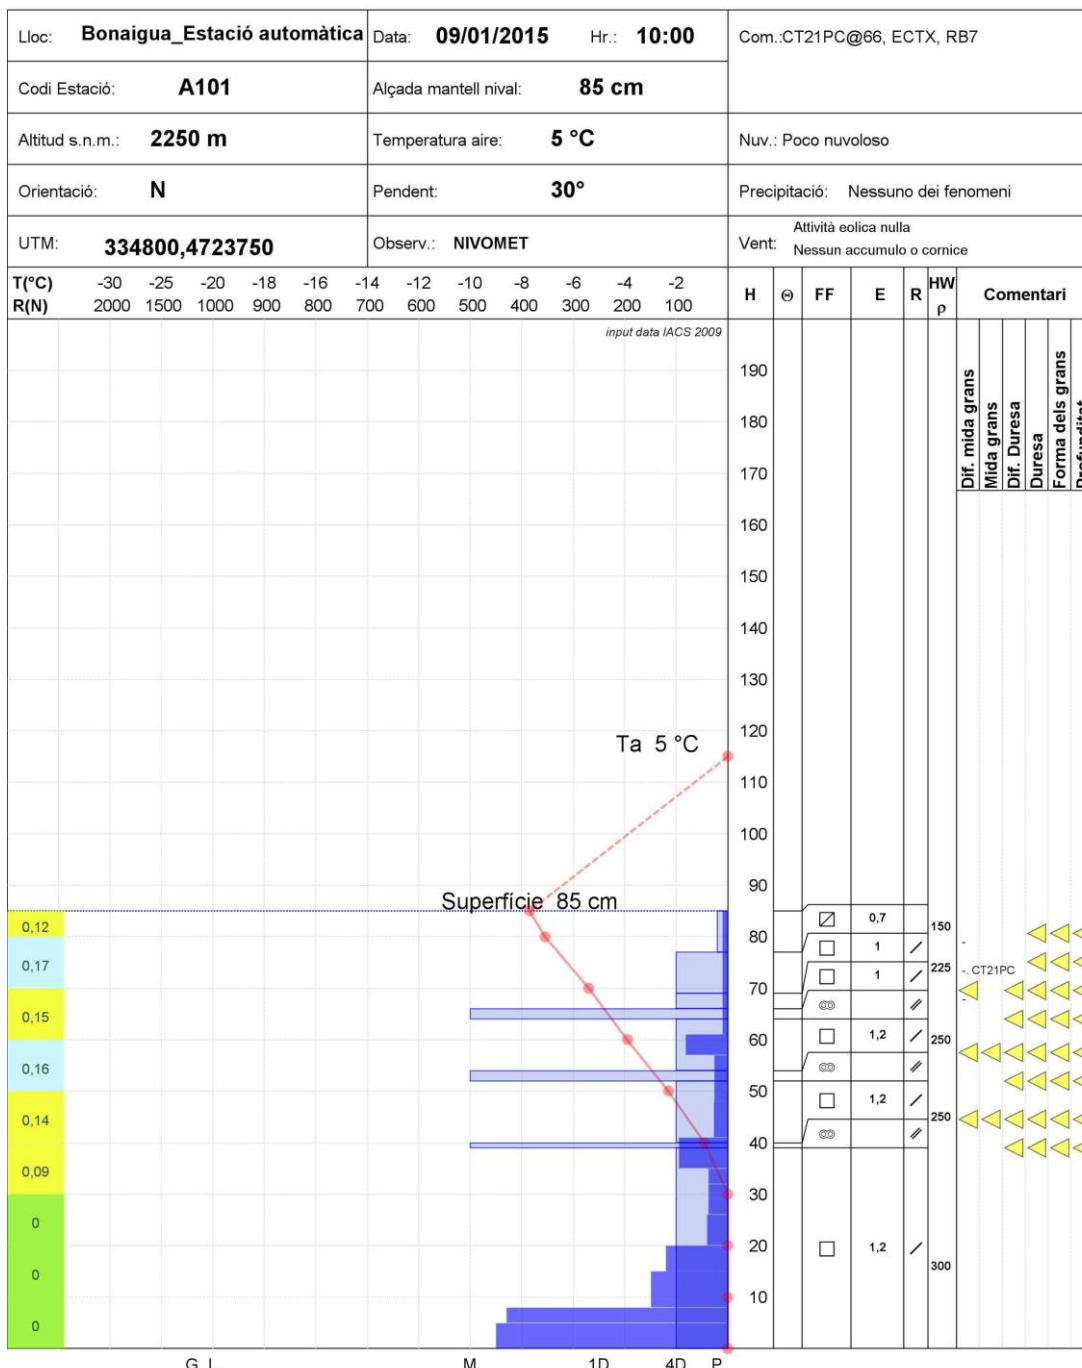 Lloc: Bonaigua_Estació automàtica Data: 09/01/2015 Hr.: 10:00 Com.:CT21PC@66, ECTX, RB7
Codi Estació: A101 Alçada mantell nival: 85 cm
Altitud s.n.m.: 2250 m Temperatura aire: 5 °C Nuv.: Poco nuvoloso
Orientació: N Pendent: 30° Precipitació: Nessuno dei fenomeni
UTM: 334800,4723750 Observ.: NIVOMET Vent: Attività eolica nulla
Nessun accumulo o cornice
T(°C) -30 -25 -20 -18 -16 -14 -12 -10 -8 -6 -4 -2
R(N) 2000 1500 1000 900 800 700 600 500 400 300 200 100
H Θ FF E R HW ρ Comentari
input data IACS 2009
Dif. mida grans
Mida grans
Dif. Duresa
Duresa
Forma dels grans
Profunditat
190
180
170
160
150
140
130
120
Ta 5 °C
110
100
90
Superfície 85 cm
0,12 80 0,7 150
1 -
0,17 70 1 225 -. CT21PC
-
0,15 60 1,2 250
0,16 50 1,2 250
0,14 40
0,09 30
0 20 1,2 300
0 10
0
G L M 1D 4D P